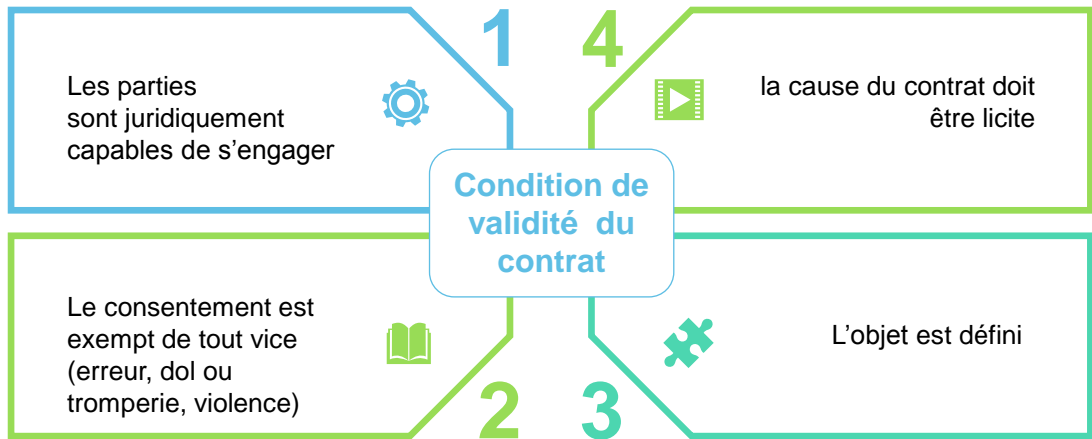 1
Les parties
sont juridiquement
capables de s’engager
4
la cause du contrat doit
être licite
Condition de
validité du
contrat
Le consentement est
exempt de tout vice
(erreur, dol ou
tromperie, violence)
2
L’objet est défini
3